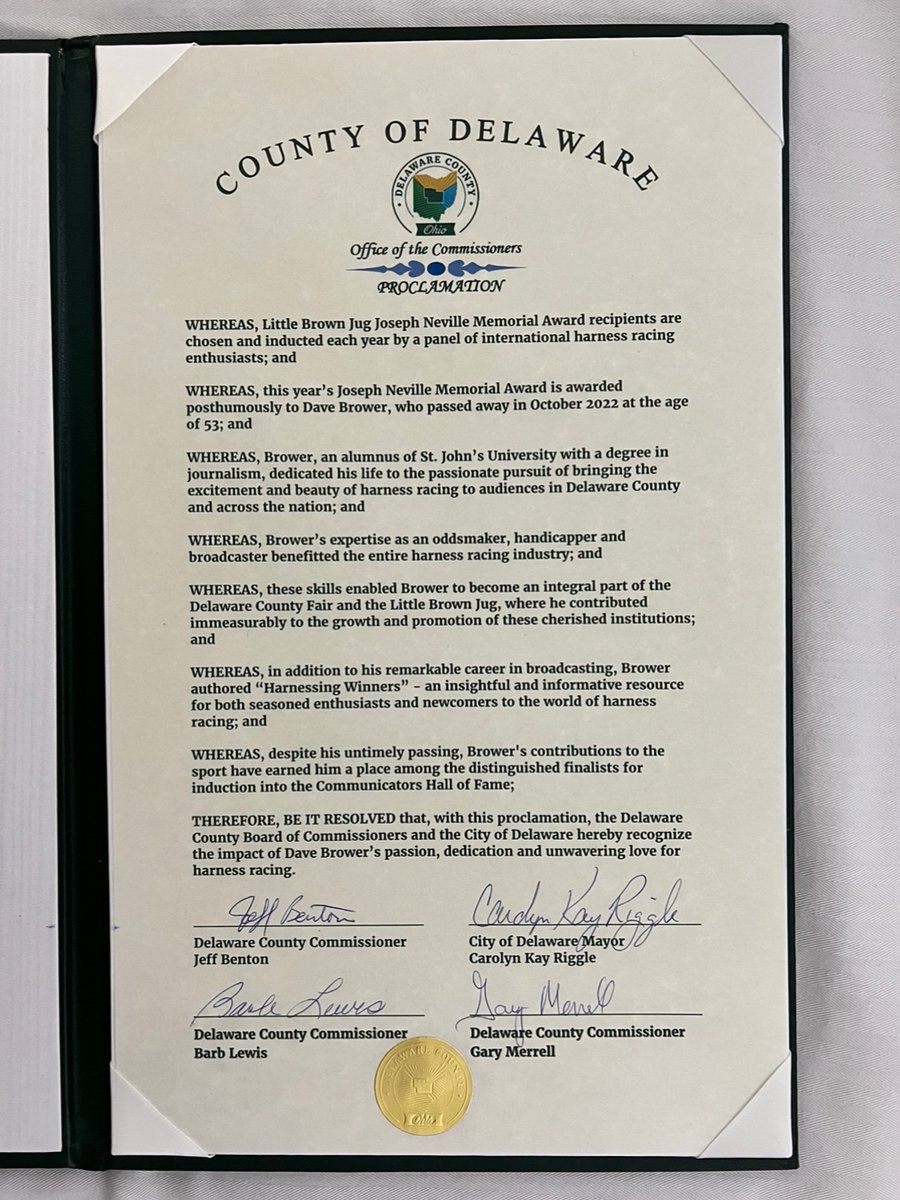 COUNTY OF DELAWARE
DELAWARE COUNTY
Ohio
Office of the Commissioners
PROCLAMATION
WHEREAS, Little Brown Jug Joseph Neville Memorial Award recipients are
chosen and inducted each year by a panel of international harness racing
enthusiasts; and
WHEREAS, this year's Joseph Neville Memorial Award is awarded
posthumously to Dave Brower, who passed away in October 2022 at the age
of 53; and
WHEREAS, Brower, an alumnus of St. John's University with a degree in
journalism, dedicated his life to the passionate pursuit of bringing the
excitement and beauty of harness racing to audiences in Delaware County
and across the nation; and
WHEREAS, Brower's expertise as an oddsmaker, handicapper and
broadcaster benefitted the entire harness racing industry; and
WHEREAS, these skills enabled Brower to become an integral part of the
Delaware County Fair and the Little Brown Jug, where he contributed
immeasurably to the growth and promotion of these cherished institutions;
and
WHEREAS, in addition to his remarkable career in broadcasting, Brower
authored “Harnessing Winners” – an insightful and informative resource
for both seasoned enthusiasts and newcomers to the world of harness
racing; and
WHEREAS, despite his untimely passing, Brower's contributions to the
sport have earned him a place among the distinguished finalists for
induction into the Communicators Hall of Fame;
THEREFORE, BE IT RESOLVED that, with this proclamation, the Delaware
County Board of Commissioners and the City of Delaware hereby recognize
the impact of Dave Brower's passion, dedication and unwavering love for
harness racing.
Jeff Benton
Delaware County Commissioner
Jeff Benton
Carolyn Kay Riggle
City of Delaware Mayor
Carolyn Kay Riggle
Barb Lewis
Delaware County Commissioner
Barb Lewis
Gary Merrell
Delaware County Commissioner
Gary Merrell
DELAWARE COUNTY
Ohio